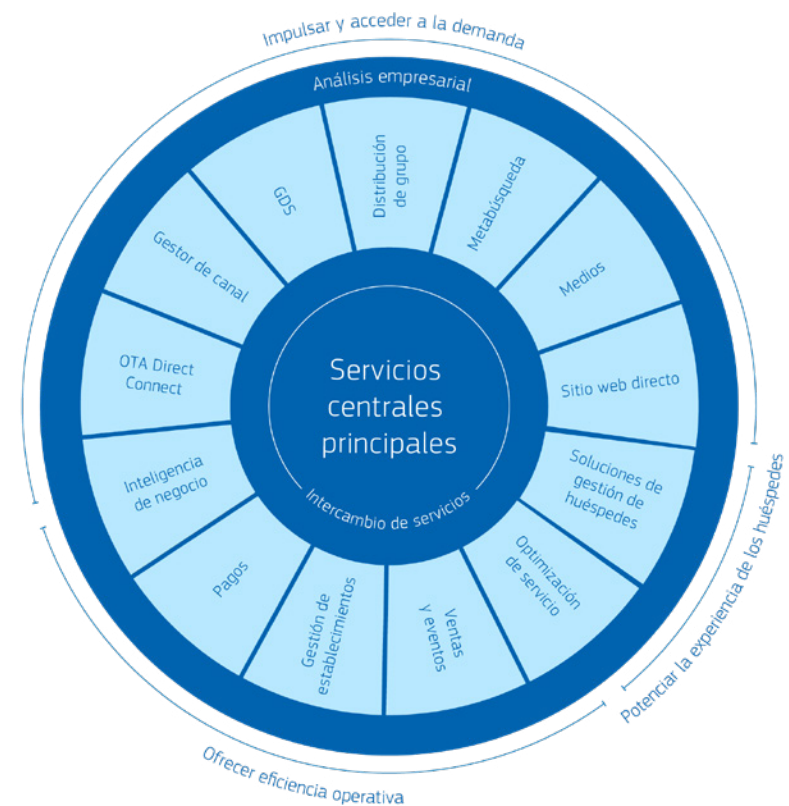 Impulsar y acceder a la demanda
Análisis empresarial
Distribución
de grupo
Metabúsqueda
Medios
Sitio web directo
Soluciones de
gestión de
huéspedes
Optimización
de servicio
Ventas
y eventos
Gestión de
establecimientos
Pagos
Inteligencia
de negocio
OTA Direct
Connect
Gestor de canal
GDS
Servicios
centrales
principales
Intercambio de servicios
Potenciar la experiencia de los huéspedes
Ofrecer eficiencia operativa